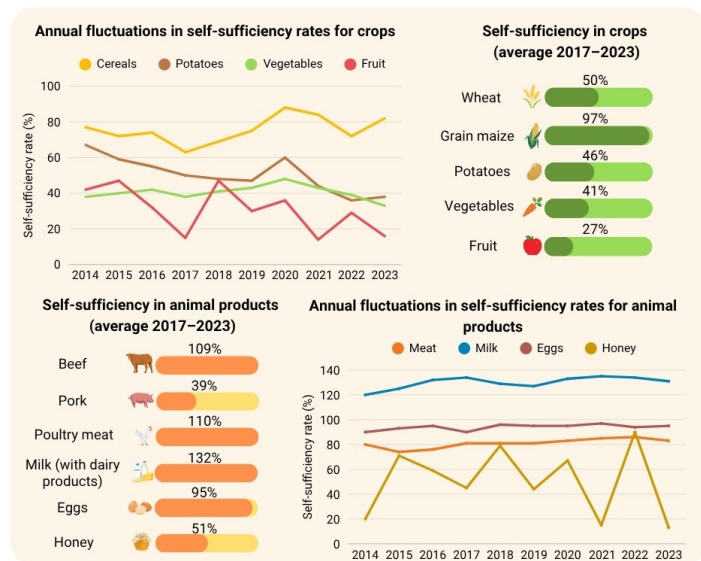 Annual fluctuations in self-sufficiency rates for crops
Cereals Potatoes Vegetables Fruit
Self-sufficiency rate (%)
100
80
60
40
20
0
2014 2015 2016 2017 2018 2019 2020 2021 2022 2023
Self-sufficiency in crops
(average 2017–2023)
50%
Wheat
97%
Grain maize
46%
Potatoes
41%
Vegetables
27%
Fruit
Self-sufficiency in animal products
(average 2017–2023)
109%
Beef
39%
Pork
110%
Poultry meat
132%
Milk (with dairy
products)
95%
Eggs
51%
Honey
Annual fluctuations in self-sufficiency rates for animal
products
Meat Milk Eggs Honey
Self-sufficiency rate (%)
140
120
100
80
60
40
20
0
2014 2015 2016 2017 2018 2019 2020 2021 2022 2023